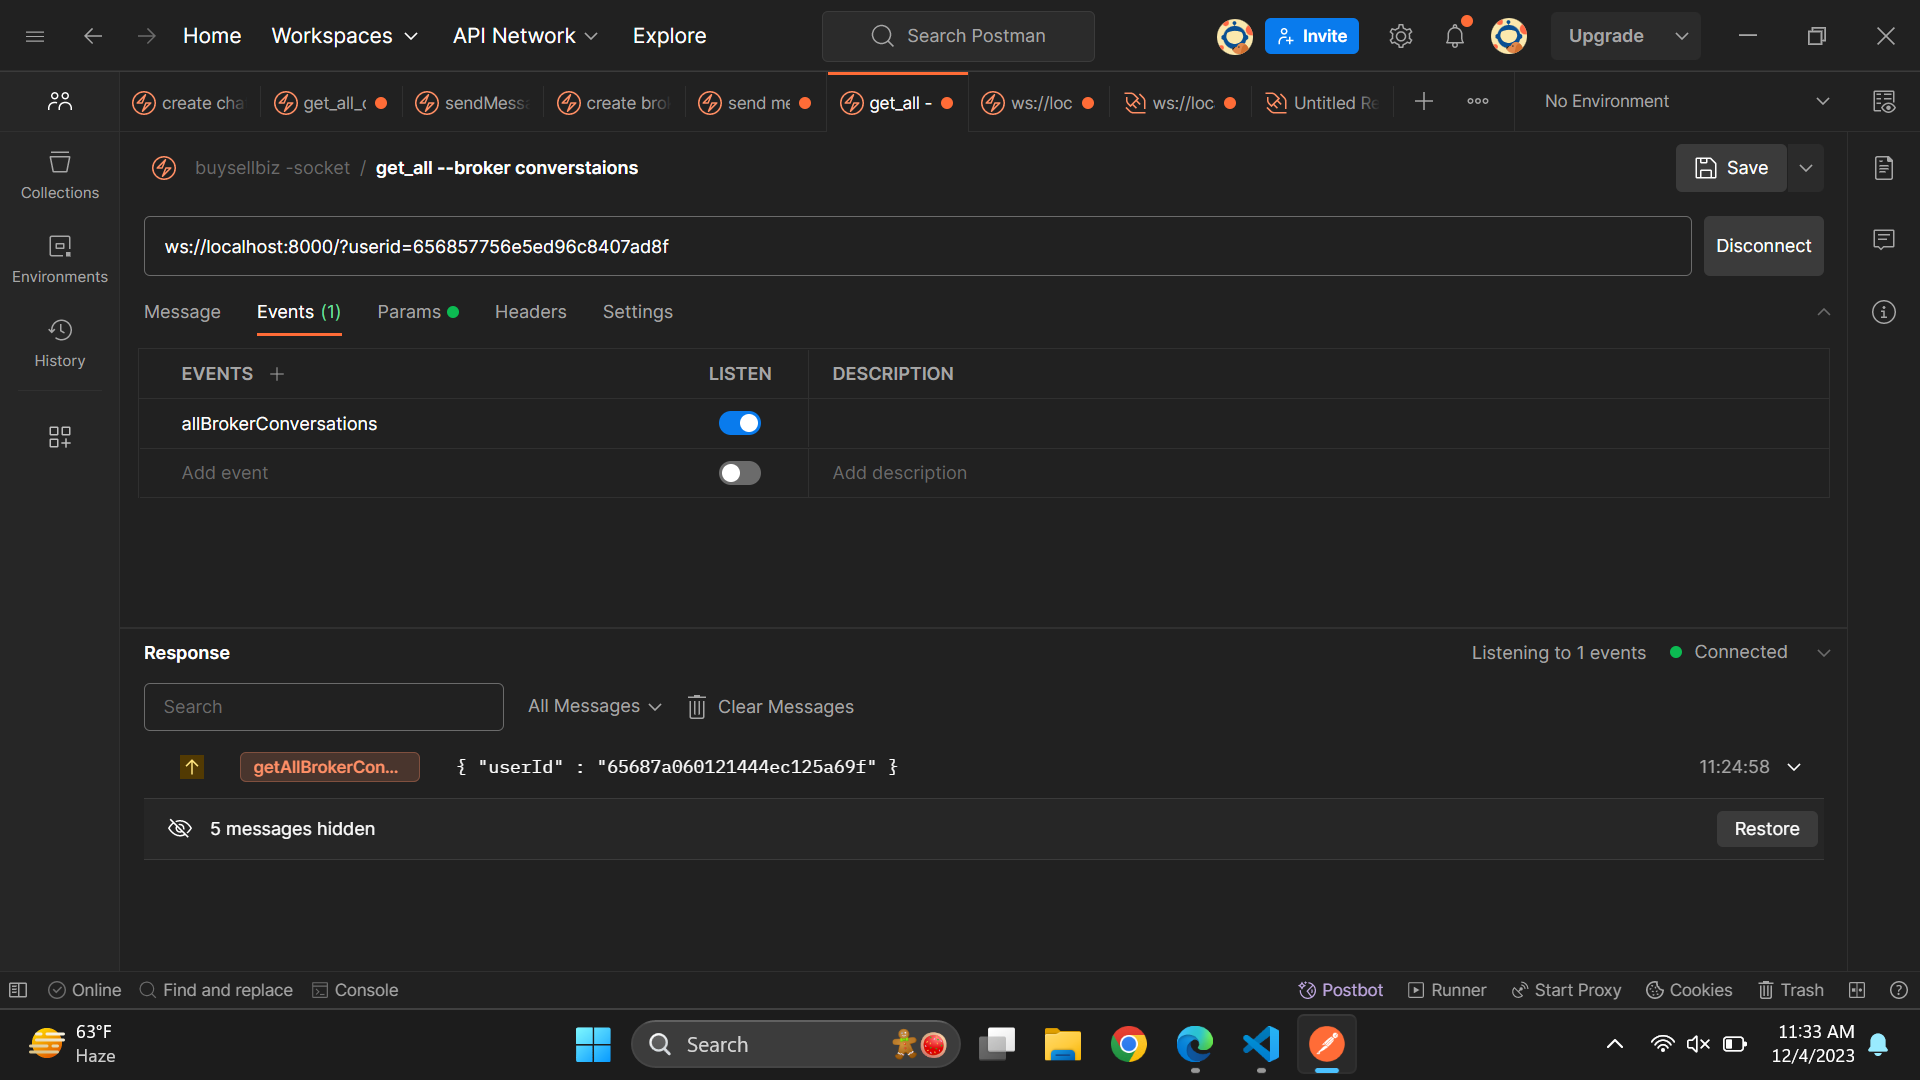 Home
Workspaces
API Network
Explore
Search Postman
Invite
Upgrade
create cha
get_all_c
sendMessa
create brok
send me
get_all -
ws://loc
ws://loc
Untitled Re
No Environment
Collections
Environments
History
buysellbiz -socket / get_all --broker converstaions
Save
ws://localhost:8000/?userid=656857756e5ed96c8407ad8f
Disconnect
Message
Events (1)
Params
Headers
Settings
EVENTS
LISTEN
DESCRIPTION
allBrokerConversations
Add event
Add description
Response
Listening to 1 events
Connected
Search
All Messages
Clear Messages
getAllBrokerCon...
{ "userId" : "65687a060121444ec125a69f" }
11:24:58
5 messages hidden
Restore
Online
Find and replace
Console
Postbot
Runner
Start Proxy
Cookies
Trash
63°F
Haze
Search
11:33 AM
12/4/2023